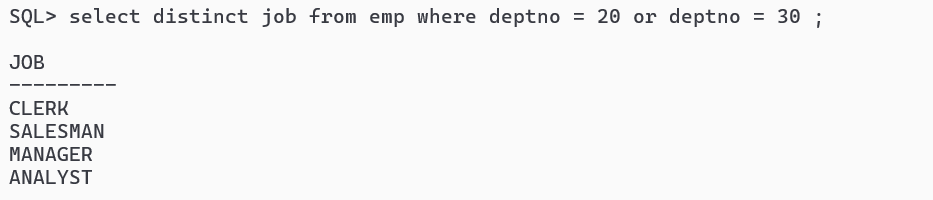 SQL> select distinct job from emp where deptno = 20 or deptno = 30 ;
JOB
---------
CLERK
SALESMAN
MANAGER
ANALYST